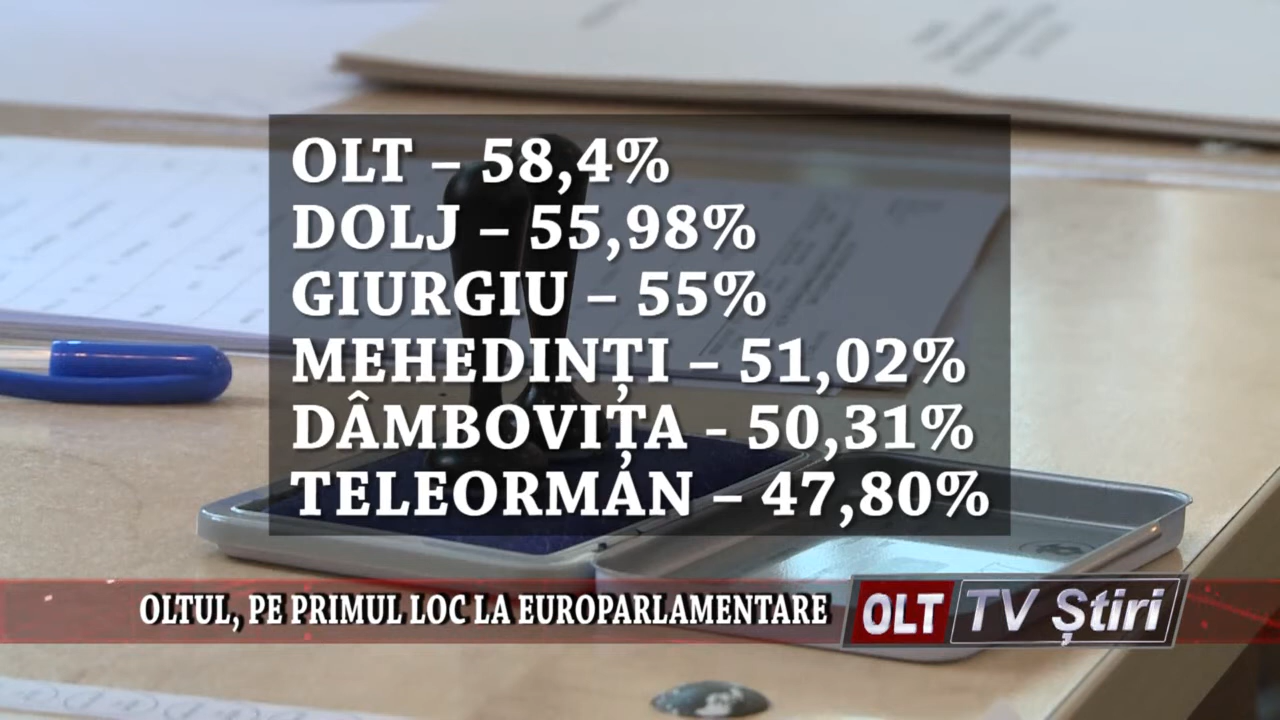 OLT – 58,4%
DOLJ – 55,98%
GIURGIU – 55%
MEHEDINȚI – 51,02%
DÂMBOVIȚA - 50,31%
TELEORMAN – 47,80%
OLTUL, PE PRIMUL LOC LA EUROPARLAMENTARE
OLT TV Știri